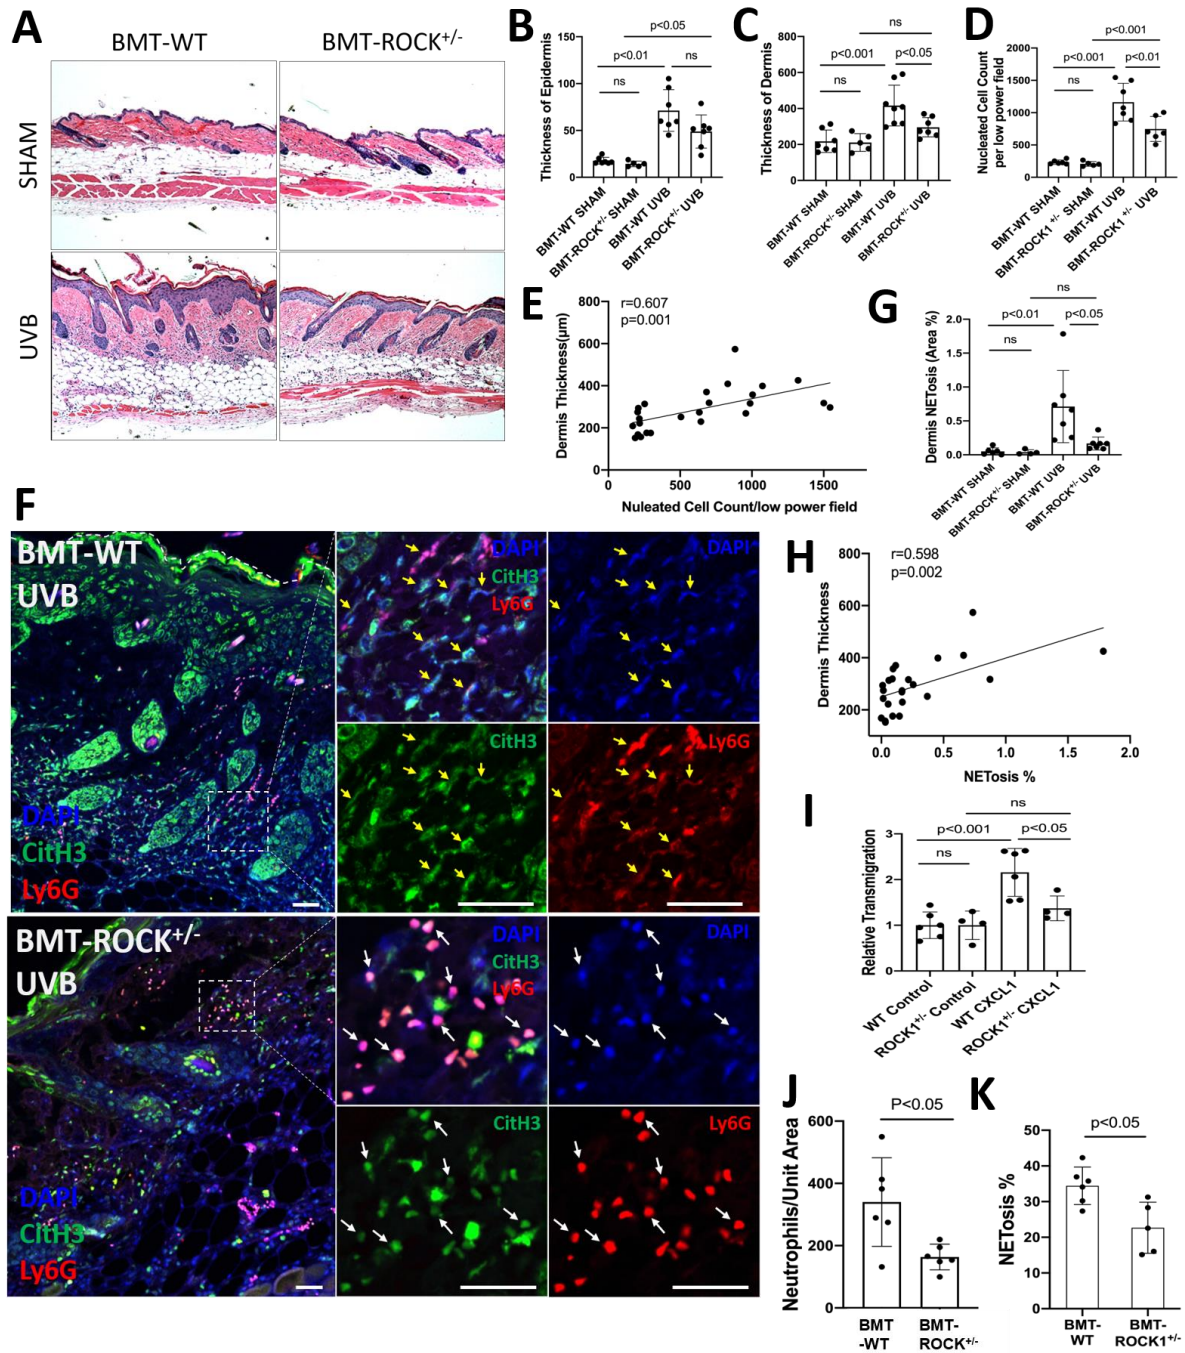 A
BMT-WT
BMT-ROCK+/-
SHAM
UVB
B
p<0.05
p<0.01
ns
ns
Thickness of Epidermis
150
100
50
0
BMT-WT SHAM
BMT-ROCK+/- SHAM
BMT-WT UVB
BMT-ROCK+/- UVB
C
ns
p<0.001
p<0.05
ns
Thickness of Dermis
800
600
400
200
0
BMT-WT SHAM
BMT-ROCK+/- SHAM
BMT-WT UVB
BMT-ROCK+/- UVB
D
p<0.001
p<0.001
p<0.01
ns
Nucleated Cell Count
per low power field
2000
1500
1000
500
0
BMT-WT SHAM
BMT-ROCK1+/- SHAM
BMT-WT UVB
BMT-ROCK1+/- UVB
E
r=0.607
p=0.001
Dermis Thickness(µm)
800
600
400
200
0
0 500 1000 1500
Nuleated Cell Count/low power field
G
ns
p<0.01
p<0.05
ns
Dermis NETosis (Area %)
2.0
1.5
1.0
0.5
0.0
BMT-WT SHAM
BMT-ROCK+/- SHAM
BMT-WT UVB
BMT-ROCK+/- UVB
F
BMT-WT
UVB
DAPI
CitH3
Ly6G
DAPI
CitH3
Ly6G
DAPI
CitH3
Ly6G
BMT-ROCK+/-
UVB
DAPI
CitH3
Ly6G
DAPI
CitH3
Ly6G
DAPI
CitH3
Ly6G
H
r=0.598
p=0.002
Dermis Thickness
800
600
400
200
0.0 0.5 1.0 1.5 2.0
NETosis %
I
ns
p<0.001
p<0.05
ns
Relative Transmigration
3
2
1
0
WT Control
ROCK1+/- Control
WT CXCL1
ROCK1+/- CXCL1
J
P<0.05
Neutrophils/Unit Area
600
400
200
0
BMT
-WT
BMT-
ROCK+/-
K
p<0.05
NETosis %
50
40
30
20
10
0
BMT-
WT
BMT-
ROCK1+/-